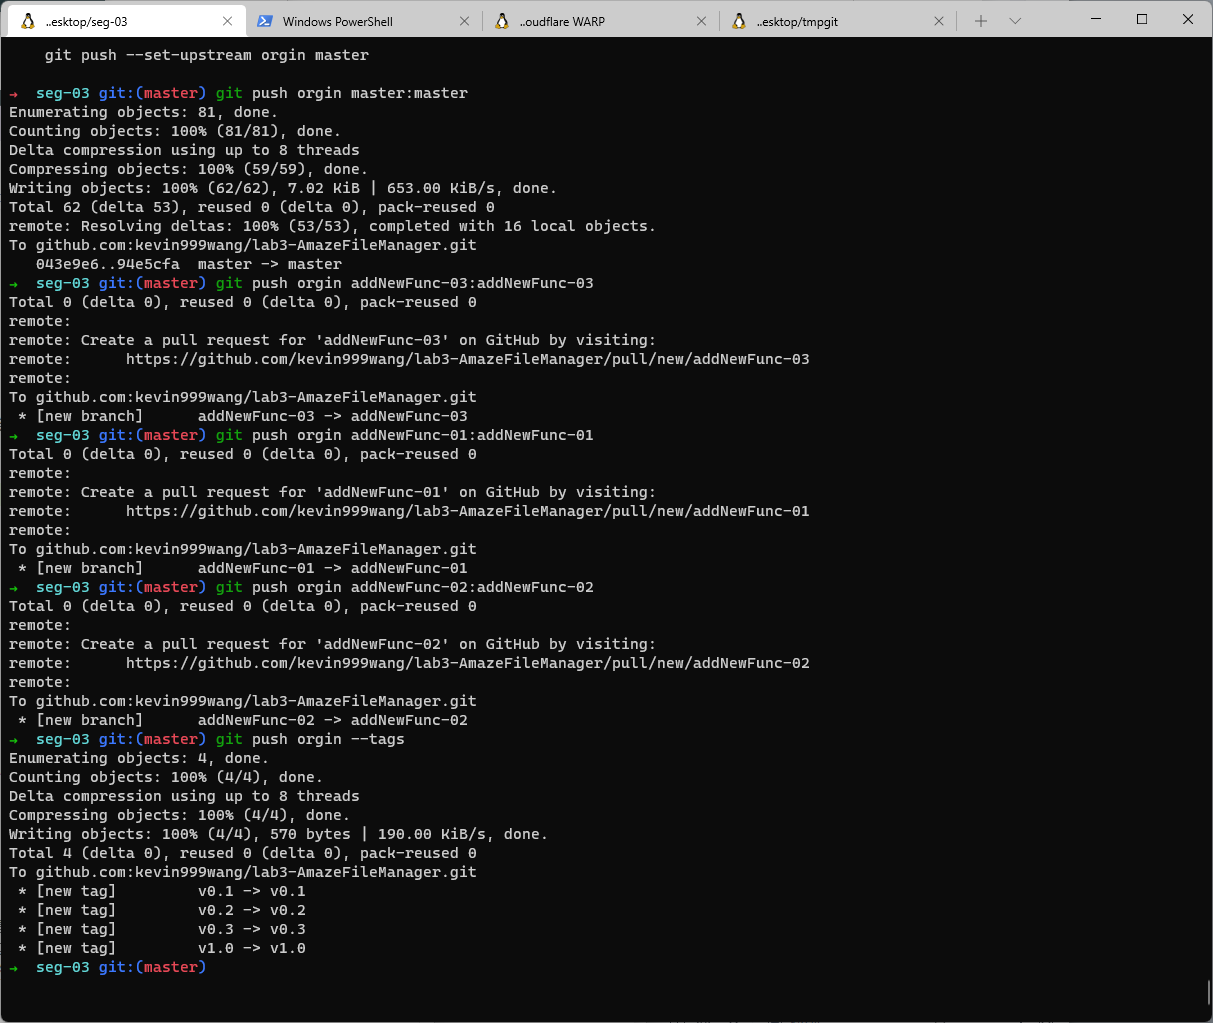 ..esktop/seg-03 Windows PowerShell ..oudflare WARP ..esktop/tmpgit
git push --set-upstream orgin master
→ seg-03 git:(master) git push orgin master:master
Enumerating objects: 81, done.
Counting objects: 100% (81/81), done.
Delta compression using up to 8 threads
Compressing objects: 100% (59/59), done.
Writing objects: 100% (62/62), 7.02 KiB | 653.00 KiB/s, done.
Total 62 (delta 53), reused 0 (delta 0), pack-reused 0
remote: Resolving deltas: 100% (53/53), completed with 16 local objects.
To github.com:kevin999wang/lab3-AmazeFileManager.git
043e9e6..94e5cfa master -> master
→ seg-03 git:(master) git push orgin addNewFunc-03:addNewFunc-03
Total 0 (delta 0), reused 0 (delta 0), pack-reused 0
remote:
remote: Create a pull request for 'addNewFunc-03' on GitHub by visiting:
remote: https://github.com/kevin999wang/lab3-AmazeFileManager/pull/new/addNewFunc-03
remote:
To github.com:kevin999wang/lab3-AmazeFileManager.git
* [new branch] addNewFunc-03 -> addNewFunc-03
→ seg-03 git:(master) git push orgin addNewFunc-01:addNewFunc-01
Total 0 (delta 0), reused 0 (delta 0), pack-reused 0
remote:
remote: Create a pull request for 'addNewFunc-01' on GitHub by visiting:
remote: https://github.com/kevin999wang/lab3-AmazeFileManager/pull/new/addNewFunc-01
remote:
To github.com:kevin999wang/lab3-AmazeFileManager.git
* [new branch] addNewFunc-01 -> addNewFunc-01
→ seg-03 git:(master) git push orgin addNewFunc-02:addNewFunc-02
Total 0 (delta 0), reused 0 (delta 0), pack-reused 0
remote:
remote: Create a pull request for 'addNewFunc-02' on GitHub by visiting:
remote: https://github.com/kevin999wang/lab3-AmazeFileManager/pull/new/addNewFunc-02
remote:
To github.com:kevin999wang/lab3-AmazeFileManager.git
* [new branch] addNewFunc-02 -> addNewFunc-02
→ seg-03 git:(master) git push orgin --tags
Enumerating objects: 4, done.
Counting objects: 100% (4/4), done.
Delta compression using up to 8 threads
Compressing objects: 100% (4/4), done.
Writing objects: 100% (4/4), 570 bytes | 190.00 KiB/s, done.
Total 4 (delta 0), reused 0 (delta 0), pack-reused 0
To github.com:kevin999wang/lab3-AmazeFileManager.git
* [new tag] v0.1 -> v0.1
* [new tag] v0.2 -> v0.2
* [new tag] v0.3 -> v0.3
* [new tag] v1.0 -> v1.0
→ seg-03 git:(master)